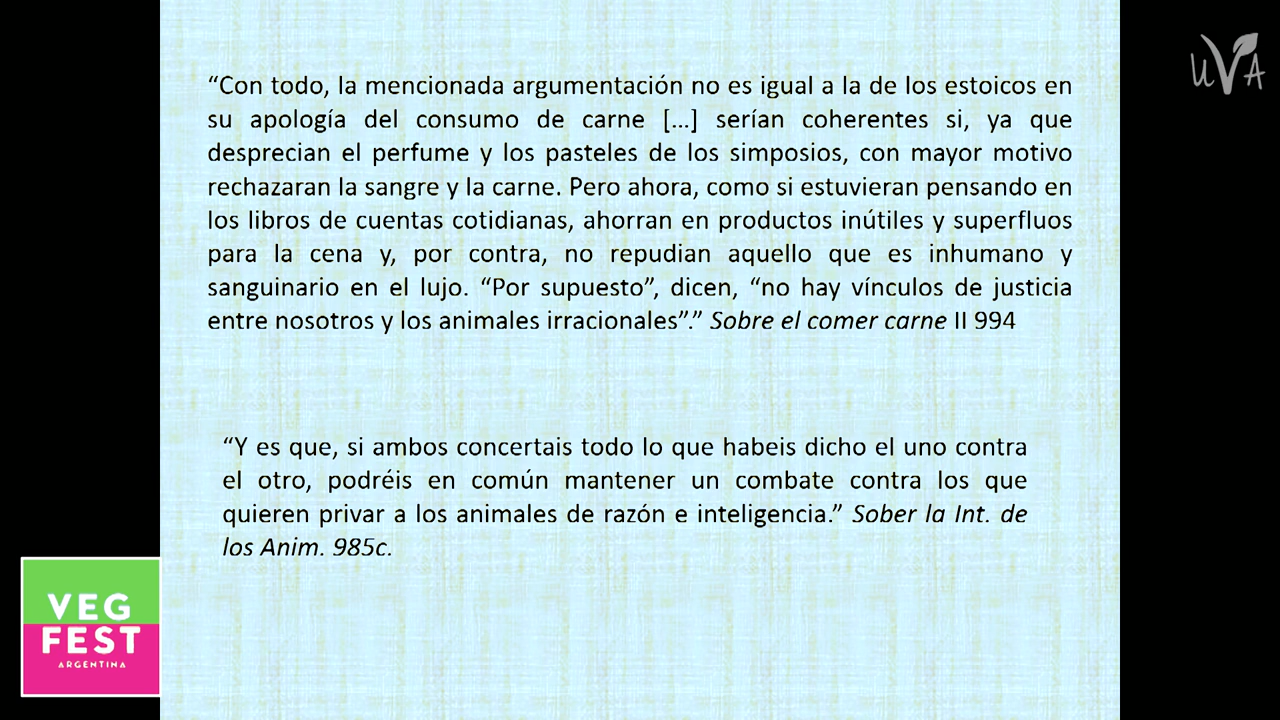 UVA
“Con todo, la mencionada argumentación no es igual a la de los estoicos en
su apología del consumo de carne [...] serían coherentes si, ya que
desprecian el perfume y los pasteles de los simposios, con mayor motivo
rechazaran la sangre y la carne. Pero ahora, como si estuvieran pensando en
los libros de cuentas cotidianas, ahorran en productos inútiles y superfluos
para la cena y, por contra, no repudian aquello que es inhumano y
sanguinario en el lujo. “Por supuesto”, dicen, “no hay vínculos de justicia
entre nosotros y los animales irracionales”.” Sobre el comer carne II 994
“Y es que, si ambos concertais todo lo que habeis dicho el uno contra
el otro, podréis en común mantener un combate contra los que
quieren privar a los animales de razón e inteligencia.” Sober la Int. de
los Anim. 985c.
VEG
FEST
ARGENTINA